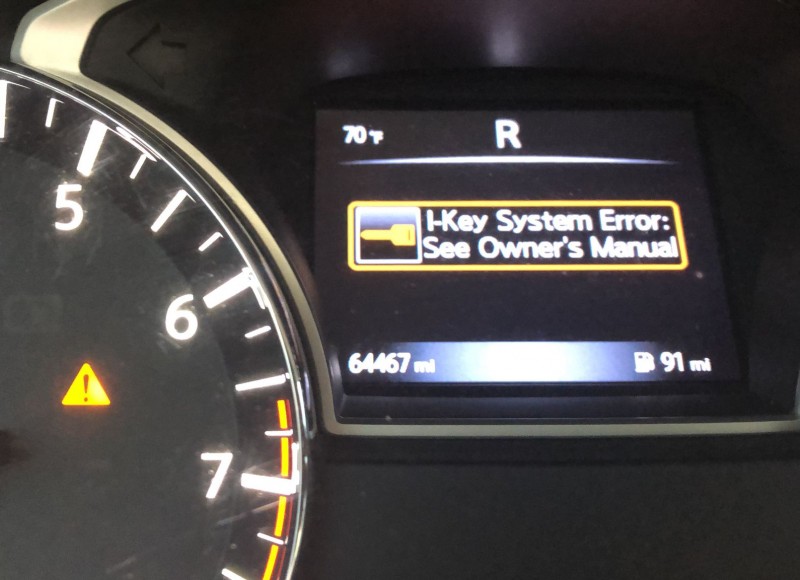 70 °F
R
I-Key System Error:
See Owner's Manual
64467 mi
91 mi
5
6
7
!